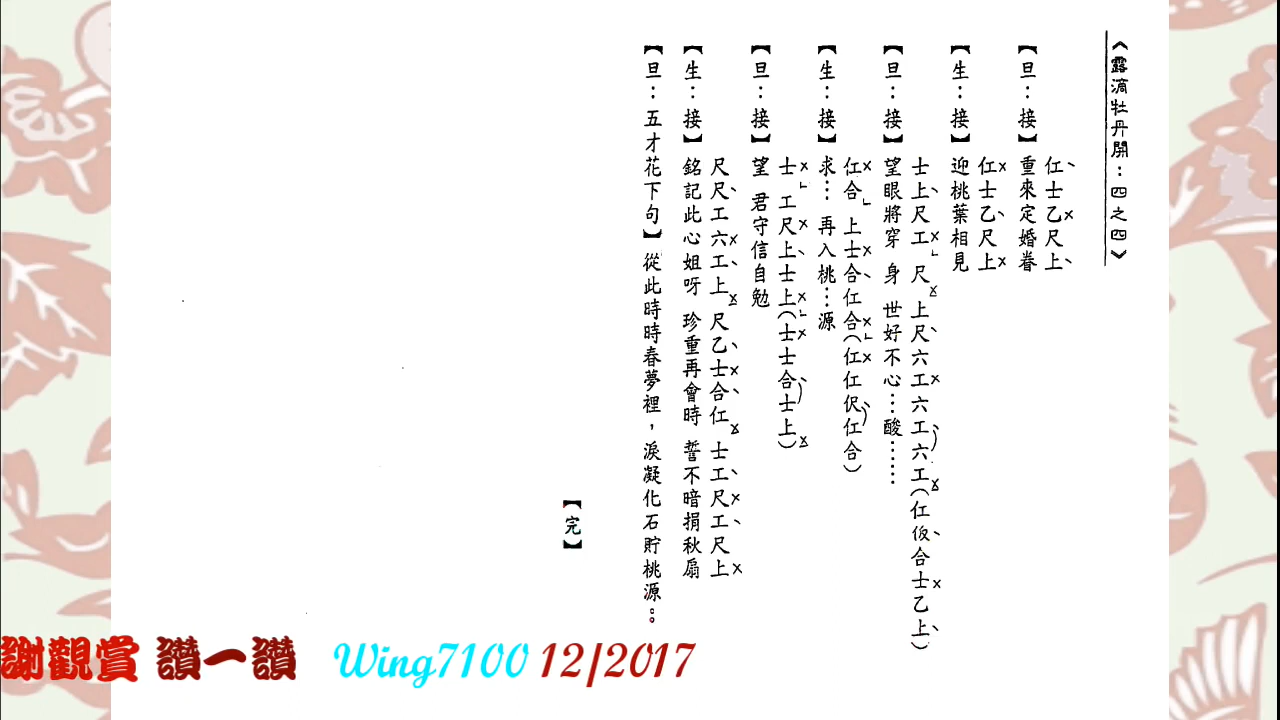 《露滴牡丹開：四之四》
仜士乙尺上
【旦：接】重來定婚眷
仜士乙尺上
【生：接】迎桃葉相見
士上尺工 尺 上尺六工六工六工(仜伬合士乙上)
【旦：接】望眼將穿 身 世好不心…酸……
仜合 上士合仜合(仜仜伬仜合)
【生：接】求… 再入桃…源
士 工尺上士上(士士合士上)
【旦：接】望 君守信自勉
尺尺工六工上 尺乙士合仜 士工尺工尺上
【生：接】銘記此心姐呀 珍重再會時 誓不暗捐秋扇
【旦：五才花下句】從此時時春夢裡，淚凝化石貯桃源…
【完】
謝觀賞 讚一讚 Wing7100 12/2017